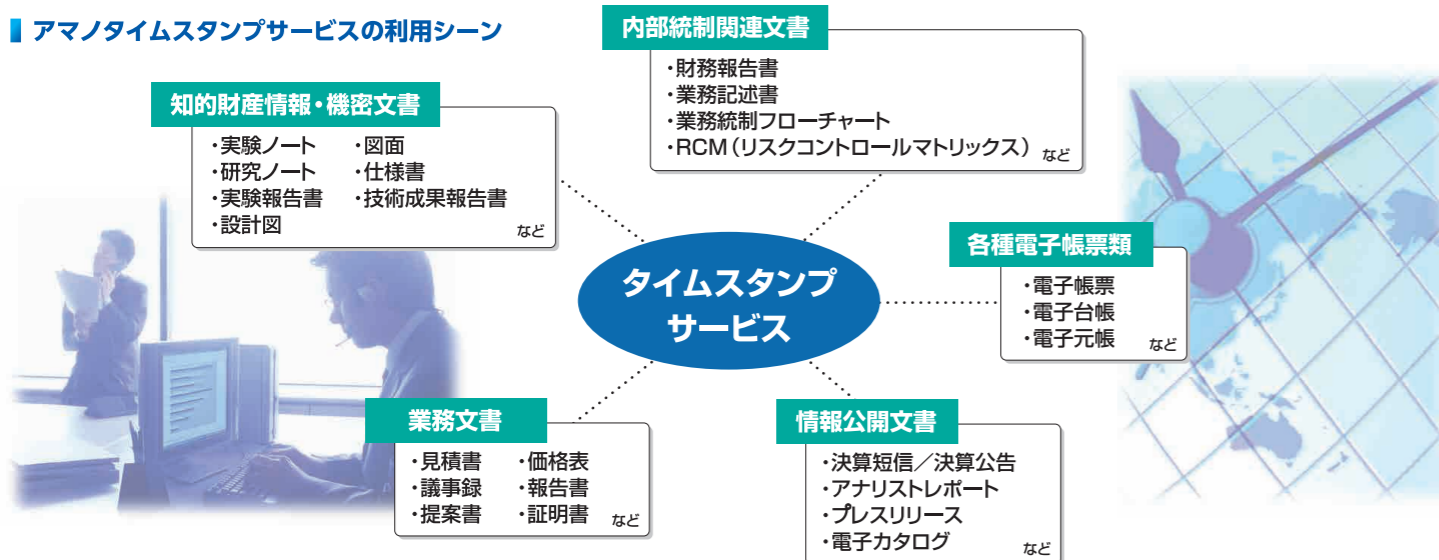 アマノタイムスタンプサービスの利用シーン
内部統制関連文書
・財務報告書
・業務記述書
・業務統制フローチャート
・RCM(リスクコントロールマトリックス) など
知的財産情報・機密文書
・実験ノート ・図面
・研究ノート ・仕様書
・実験報告書 ・技術成果報告書
・設計図 など
タイムスタンプ
サービス
各種電子帳票類
・電子帳票
・電子台帳
・電子元帳 など
業務文書
・見積書 ・価格表
・議事録 ・報告書
・提案書 ・証明書 など
情報公開文書
・決算短信/決算公告
・アナリストレポート
・プレスリリース
・電子カタログ など